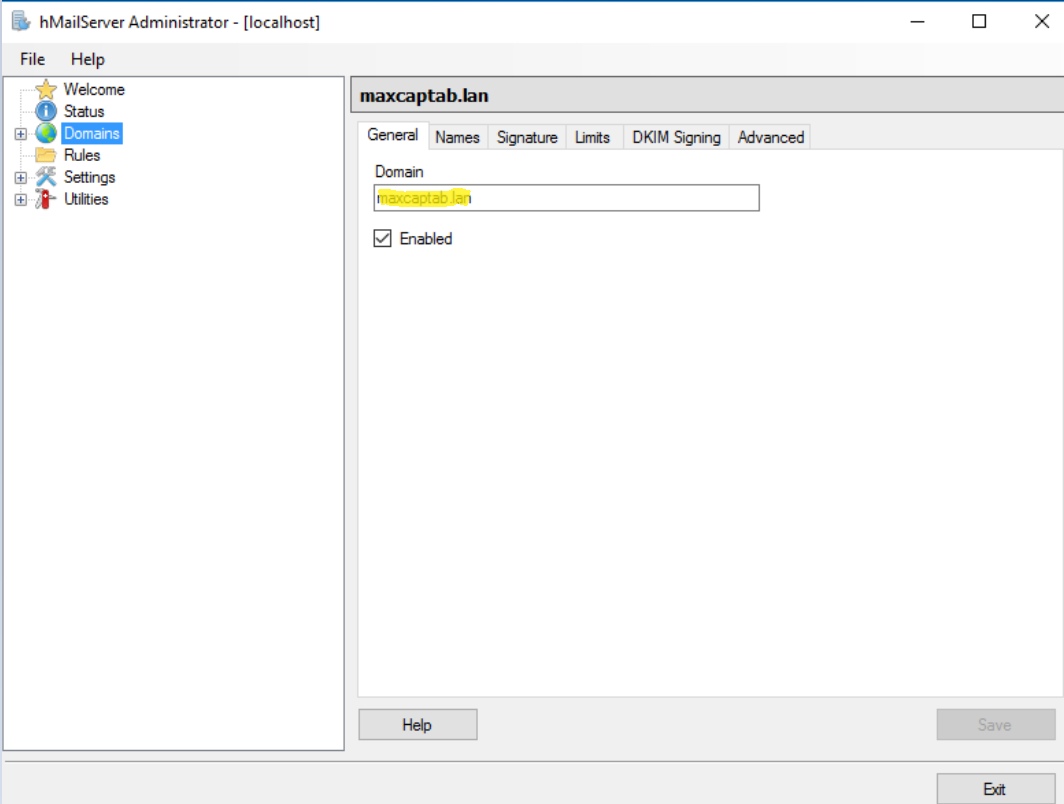 hMailServer Administrator - [localhost]
File Help
Welcome
Status
Domains
Rules
Settings
Utilities
maxcaptab.lan
General Names Signature Limits DKIM Signing Advanced
Domain
maxcaptab.lan
Enabled
Help Save
Exit